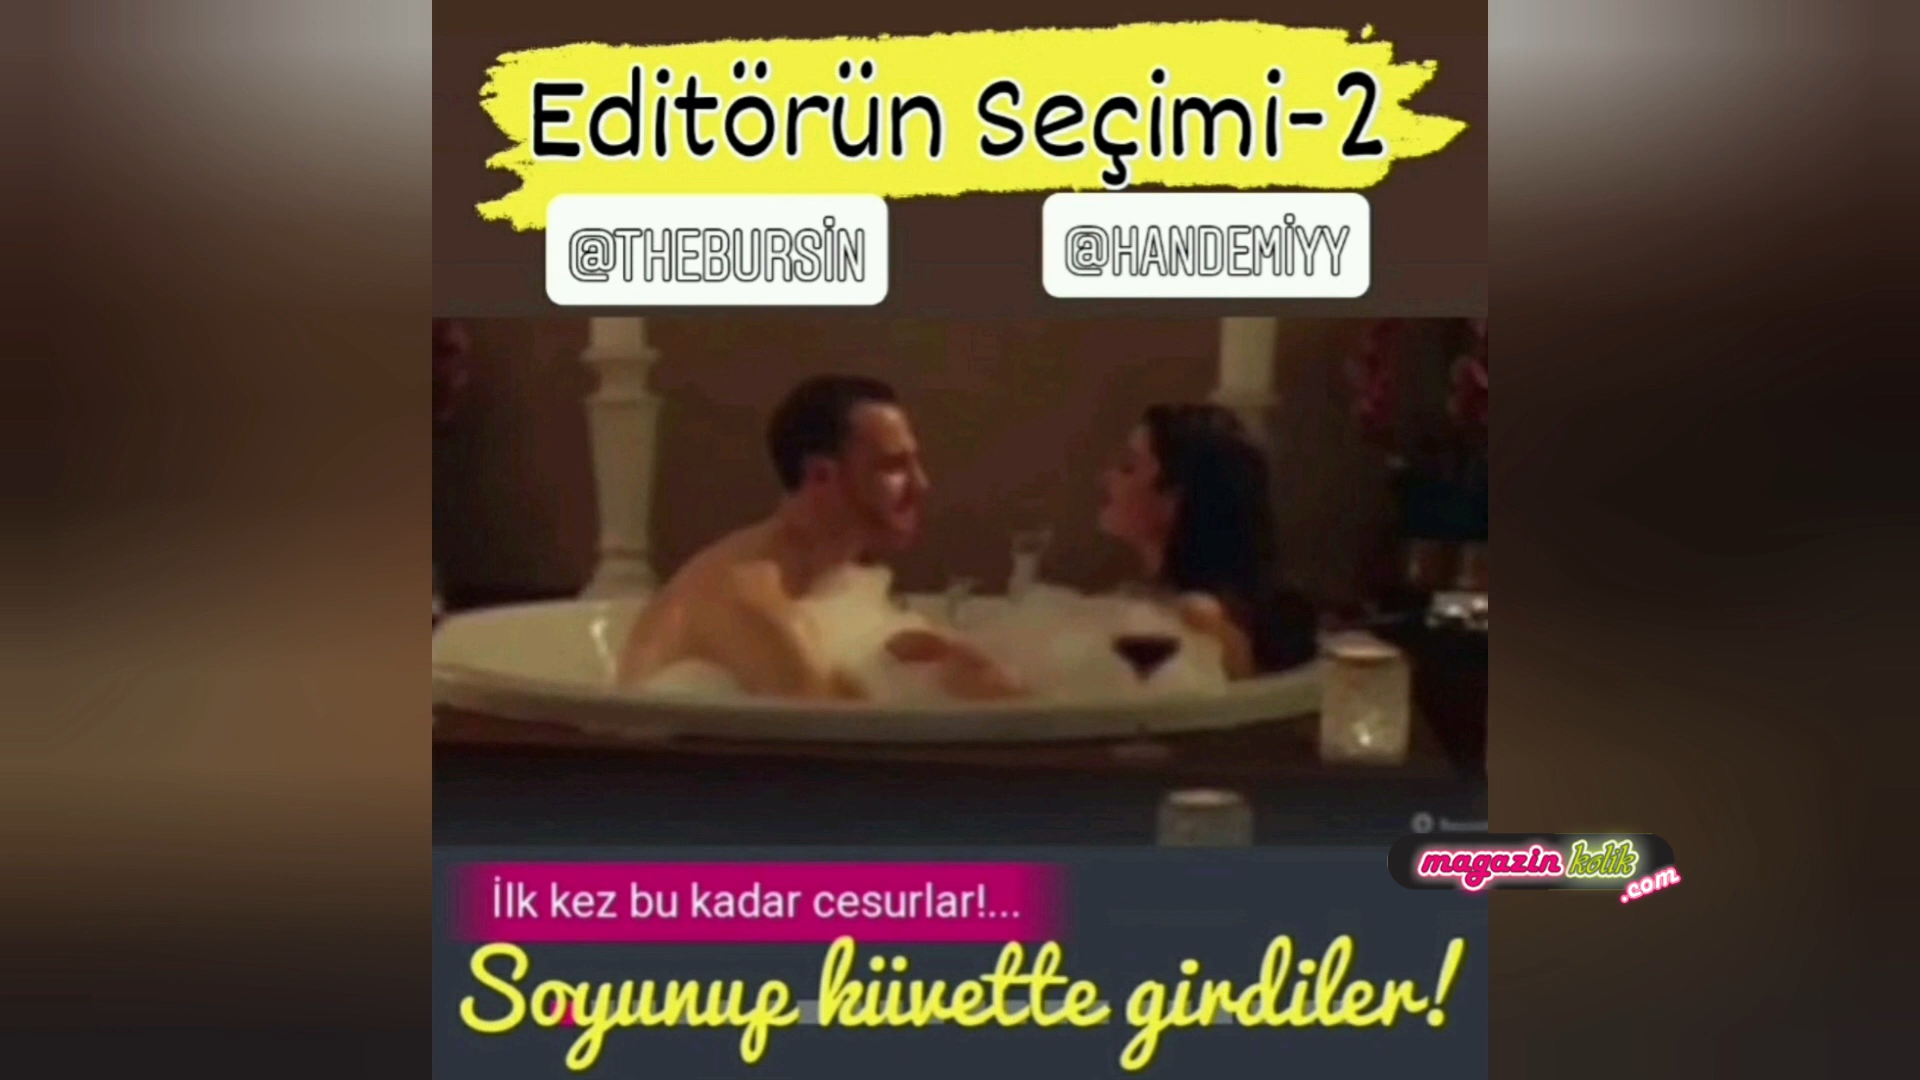 Editörün Seçimi-2
@THEBURSİN
@HANDEMİYY
magazin kolik
.com
İlk kez bu kadar cesurlar!...
Soyunup küvette girdiler!